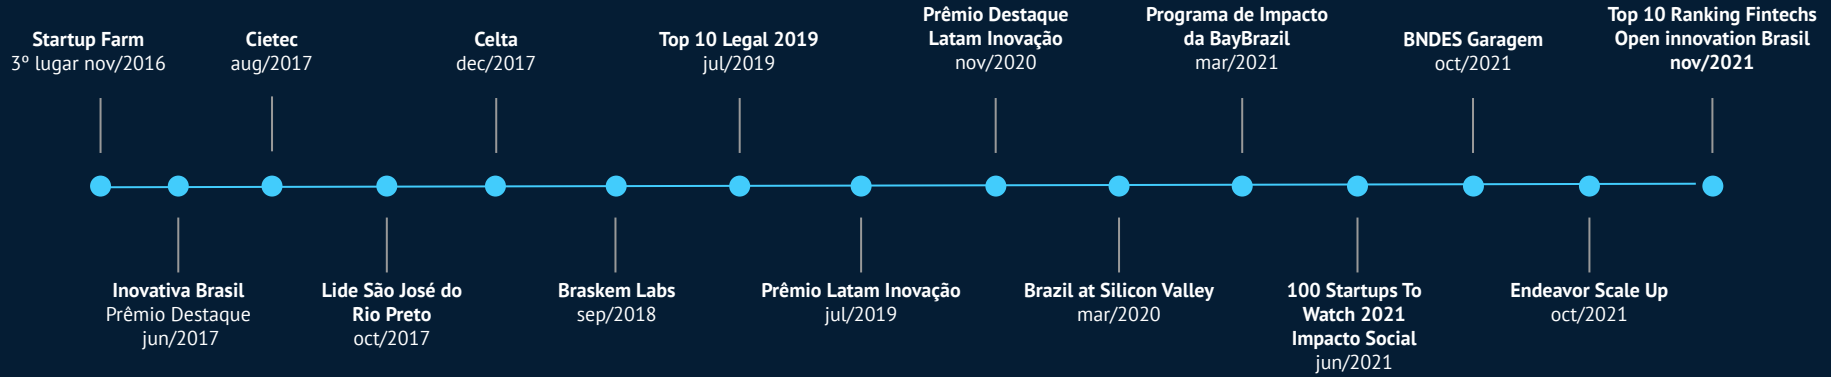 Startup Farm
3º lugar nov/2016
Inovativa Brasil
Prêmio Destaque
jun/2017
Cietec
aug/2017
Lide São José do
Rio Preto
oct/2017
Celta
dec/2017
Braskem Labs
sep/2018
Top 10 Legal 2019
jul/2019
Prêmio Latam Inovação
jul/2019
Prêmio Destaque
Latam Inovação
nov/2020
Brazil at Silicon Valley
mar/2020
Programa de Impacto
da BayBrazil
mar/2021
100 Startups To
Watch 2021
Impacto Social
jun/2021
BNDES Garagem
oct/2021
Endeavor Scale Up
oct/2021
Top 10 Ranking Fintechs
Open innovation Brasil
nov/2021